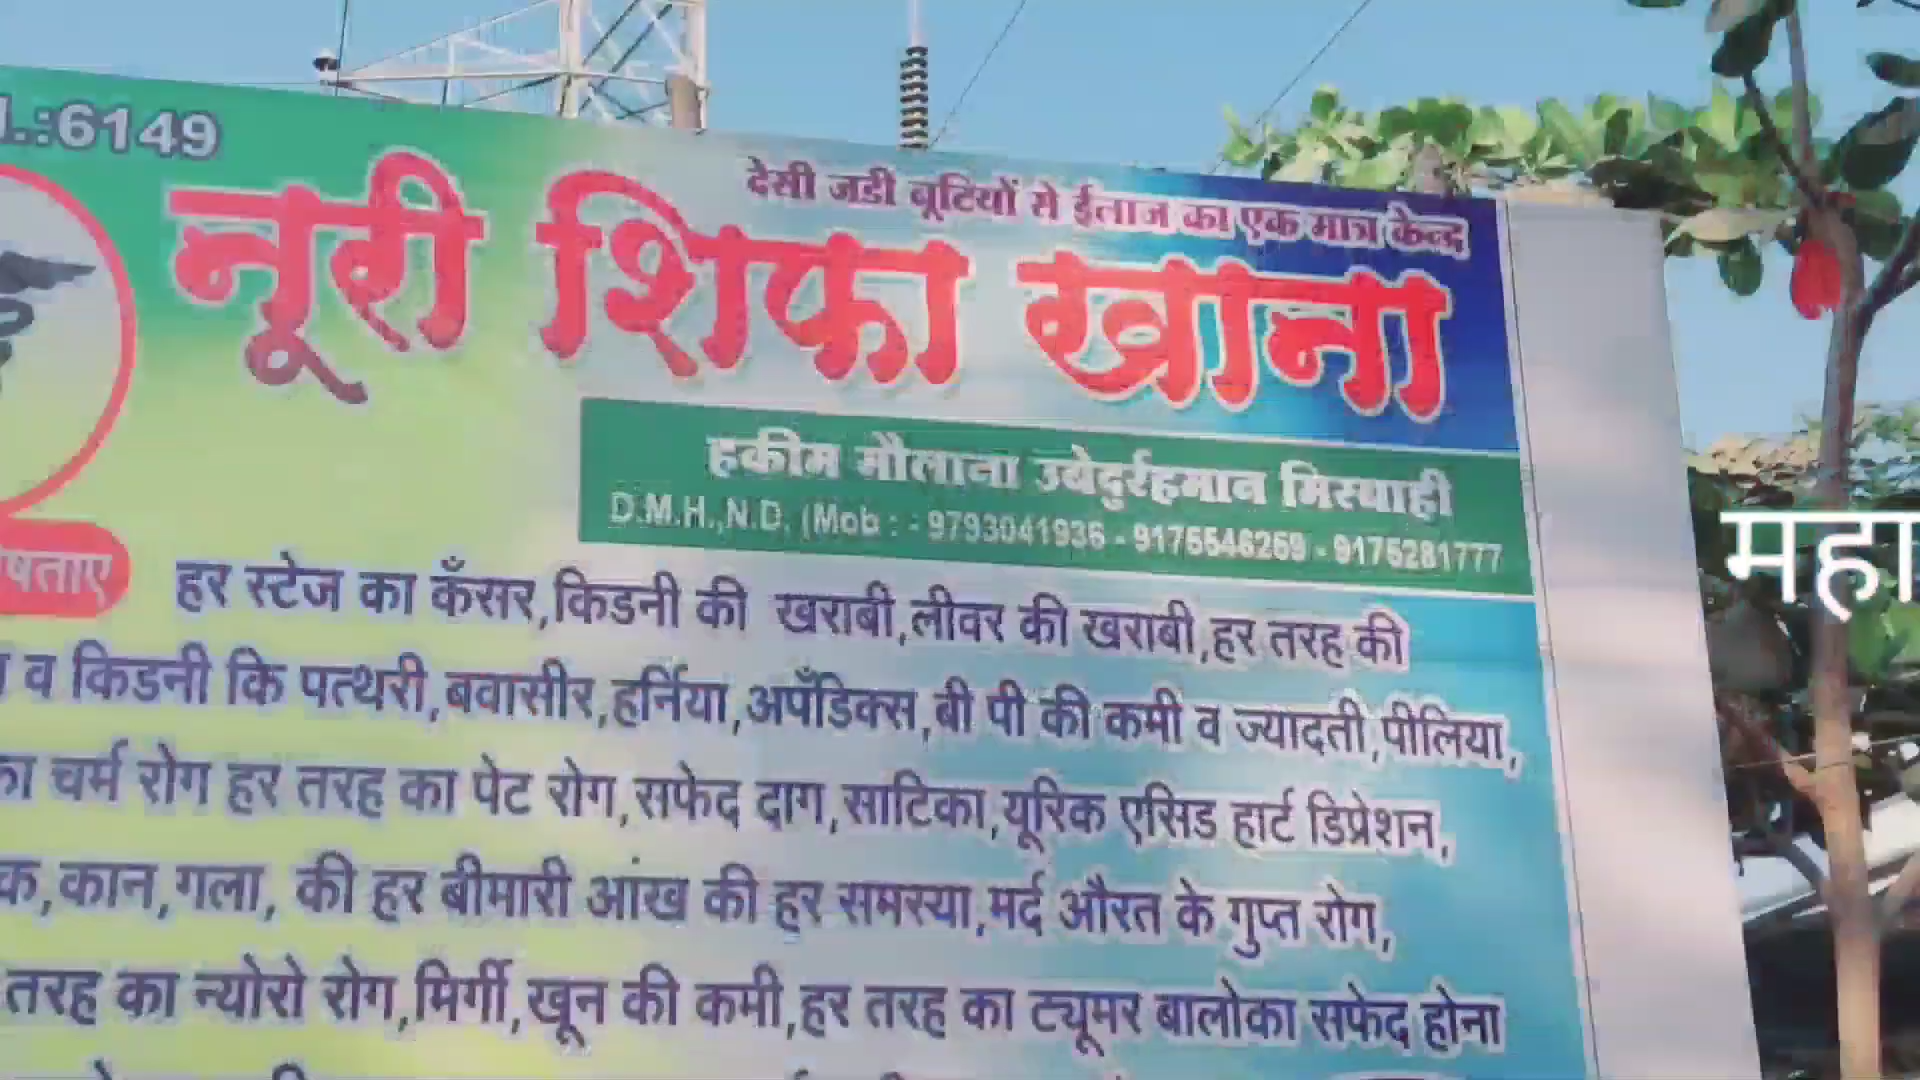 .:6149
देसी जडी बूटियों से ईलाज का एक मात्र केन्द्र
नूरी शिफा खाना
हकीम मौलाना उबेदुर्रहमान मिस्बाही
D.M.H.,N.D. (Mob : - 9793041936 - 9175546269 - 9175281777
षताए
हर स्टेज का कँसर,किडनी की खराबी,लीवर की खराबी,हर तरह की
व किडनी कि पत्थरी,बवासीर,हर्निया,अपँडिक्स,बी पी की कमी व ज्यादती,पीलिया,
का चर्म रोग हर तरह का पेट रोग,सफेद दाग,साटिका,यूरिक एसिड हार्ट डिप्रेशन,
क,कान,गला, की हर बीमारी आंख की हर समस्या,मर्द औरत के गुप्त रोग,
तरह का न्योरो रोग,मिर्गी,खून की कमी,हर तरह का ट्यूमर बालोका सफेद होना
महा